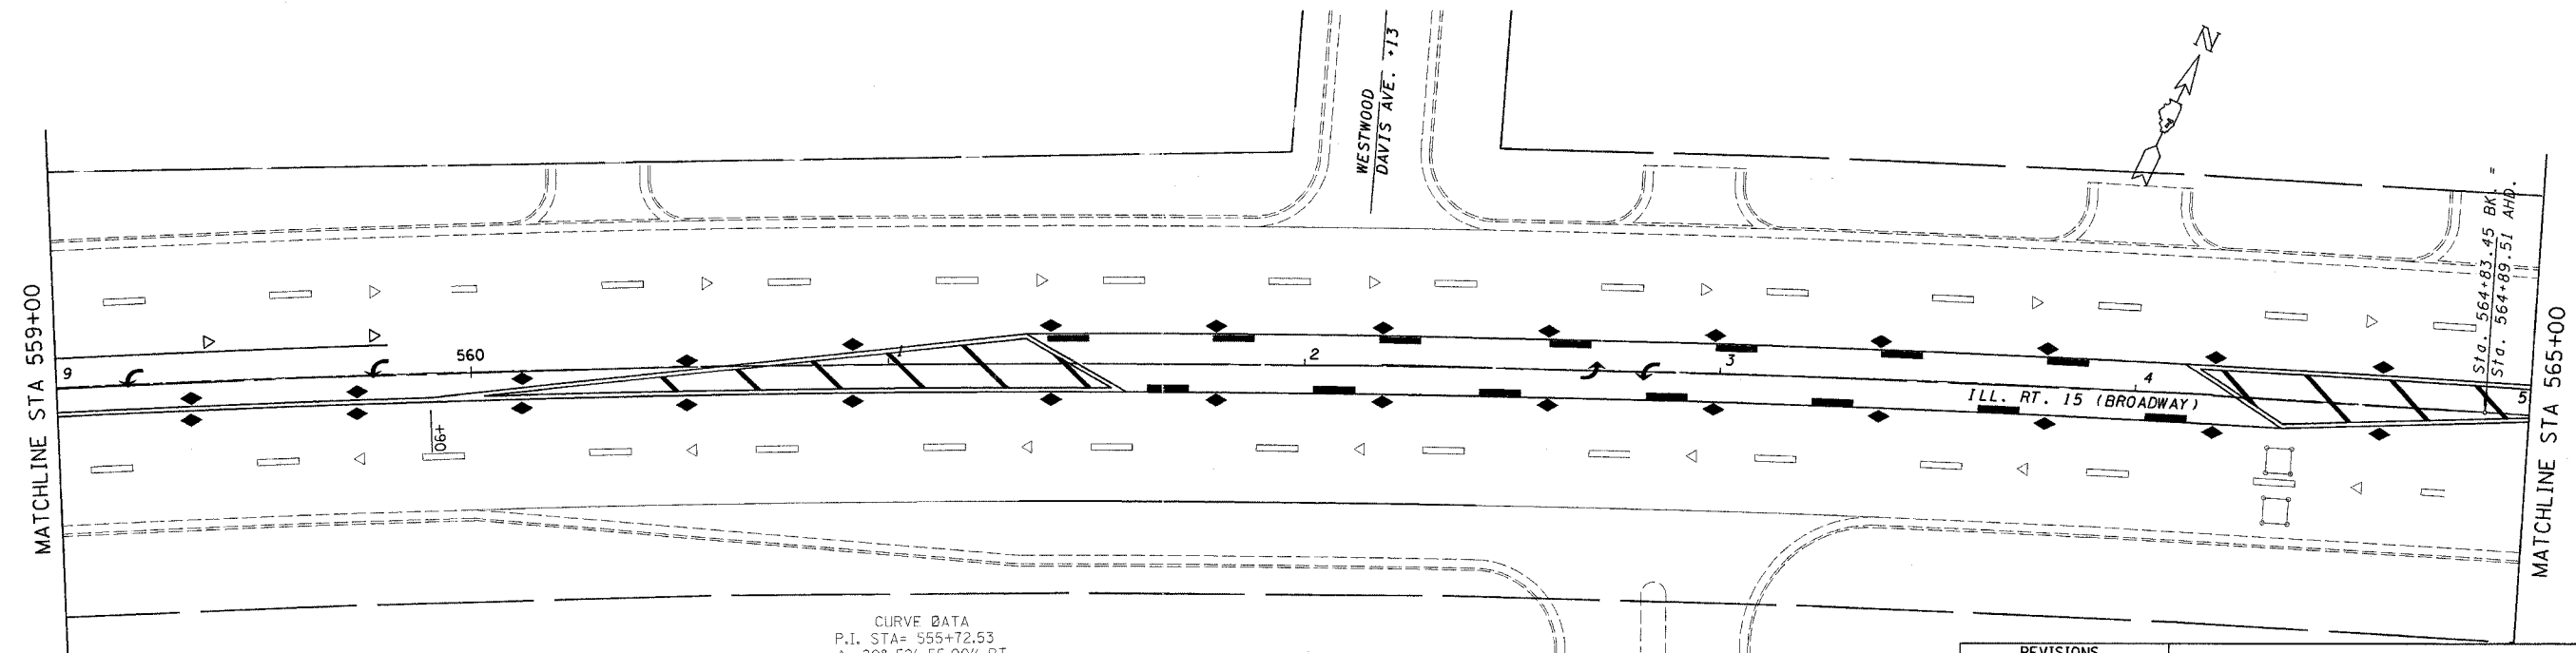 N
WESTWOOD
DAVIS AVE. +13
Sta. 564+83.45 BK. =
Sta. 564+89.51 AHD.
MATCHLINE STA 559+00
9
560
1
2
3
4
5
+90
ILL. RT. 15 (BROADWAY)
MATCHLINE STA 565+00
CURVE DATA
P.I. STA= 555+72.53
REVISIONS